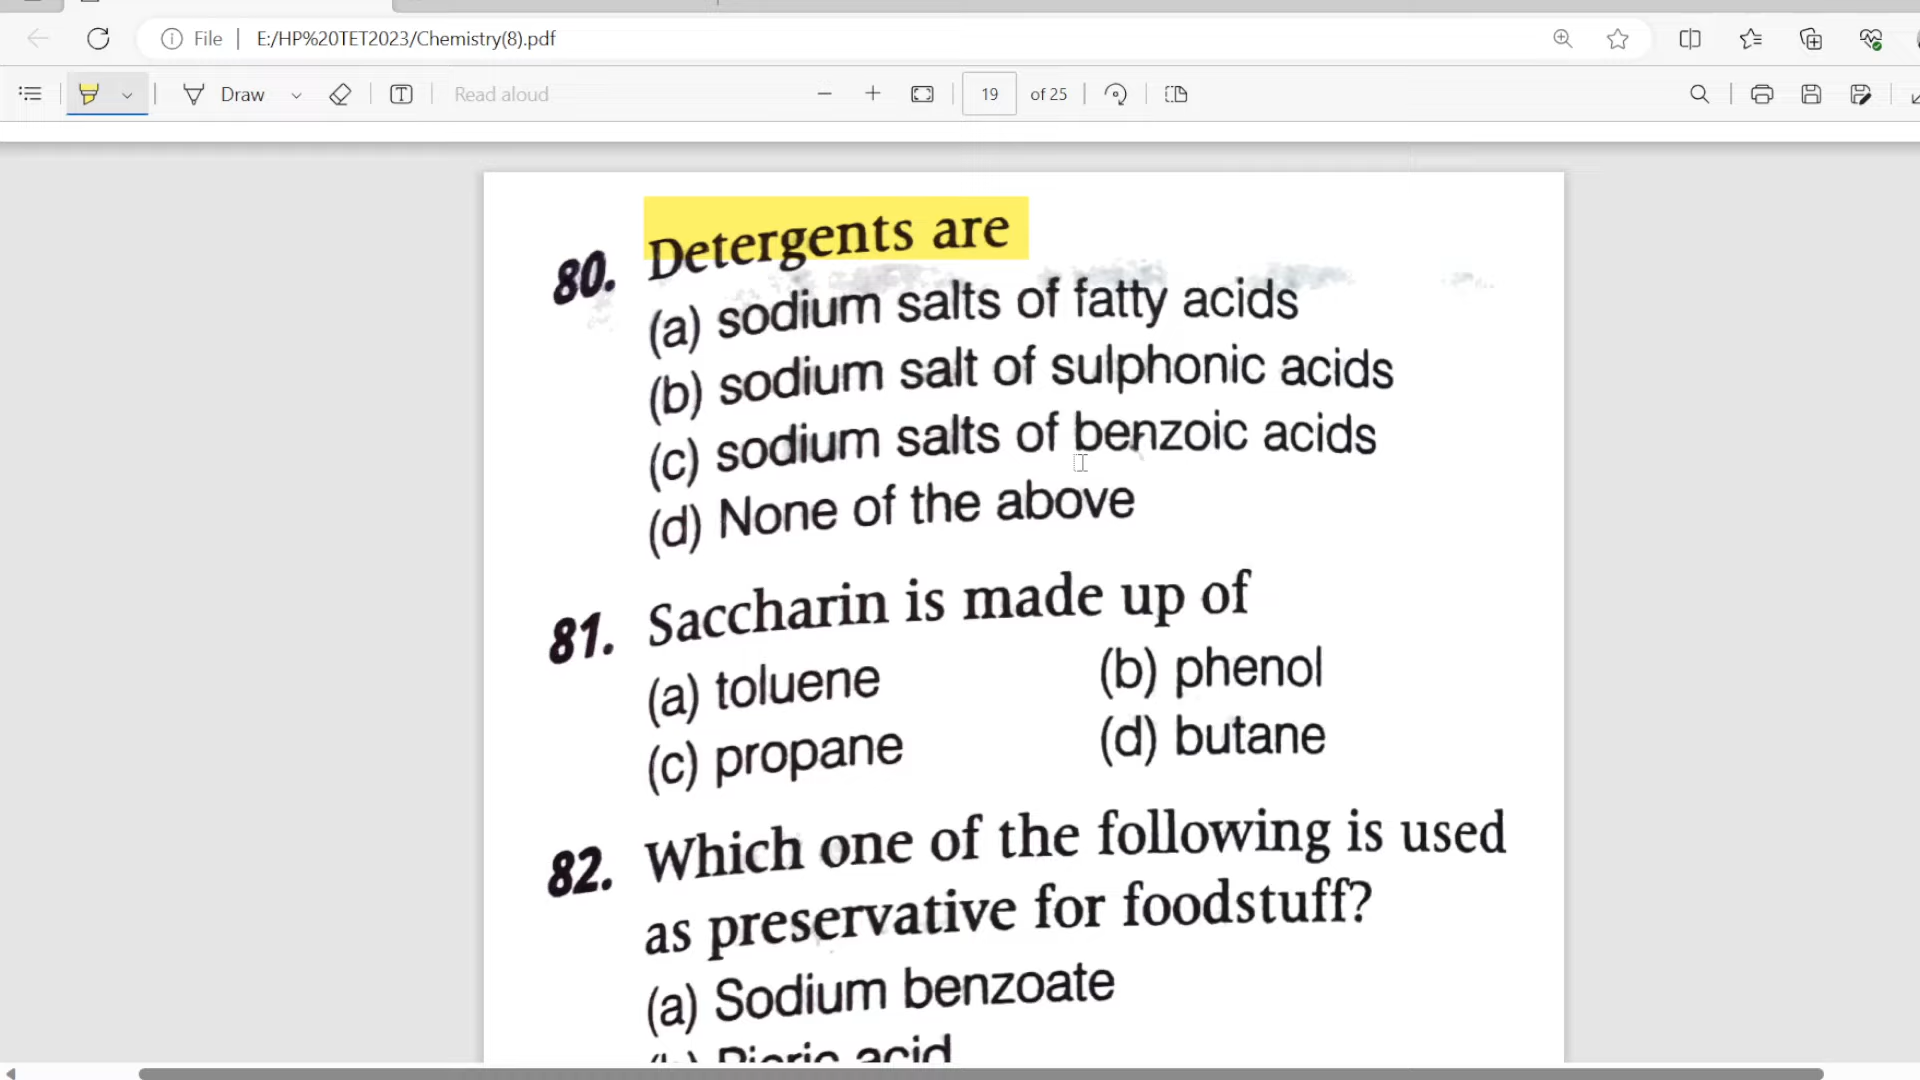 File
E:/HP%20TET2023/Chemistry(8).pdf
Draw
Read aloud
19
of 25
80. Detergents are
(a) sodium salts of fatty acids
(b) sodium salt of sulphonic acids
(c) sodium salts of benzoic acids
(d) None of the above
81. Saccharin is made up of
(a) toluene (b) phenol
(c) propane (d) butane
82. Which one of the following is used
as preservative for foodstuff?
(a) Sodium benzoate
(b) Picric acid